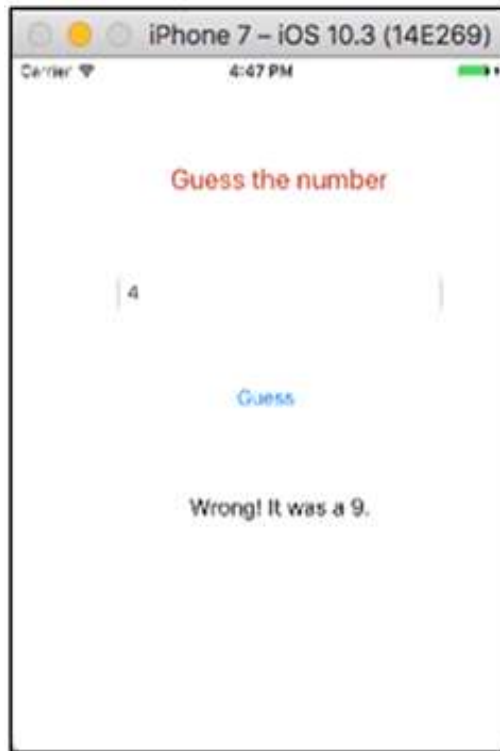 iPhone 7 – iOS 10.3 (14E269)
Carrier 4:47 PM
Guess the number
4
Guess
Wrong! It was a 9.